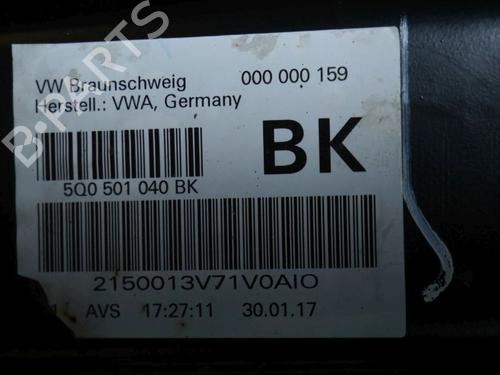 B-PARTS
VW Braunschweig 000 000 159
Herstell.: VWA, Germany
BK
5Q0 501 040 BK
2150013V71V0AIO
AVS 17:27:11 30.01.17